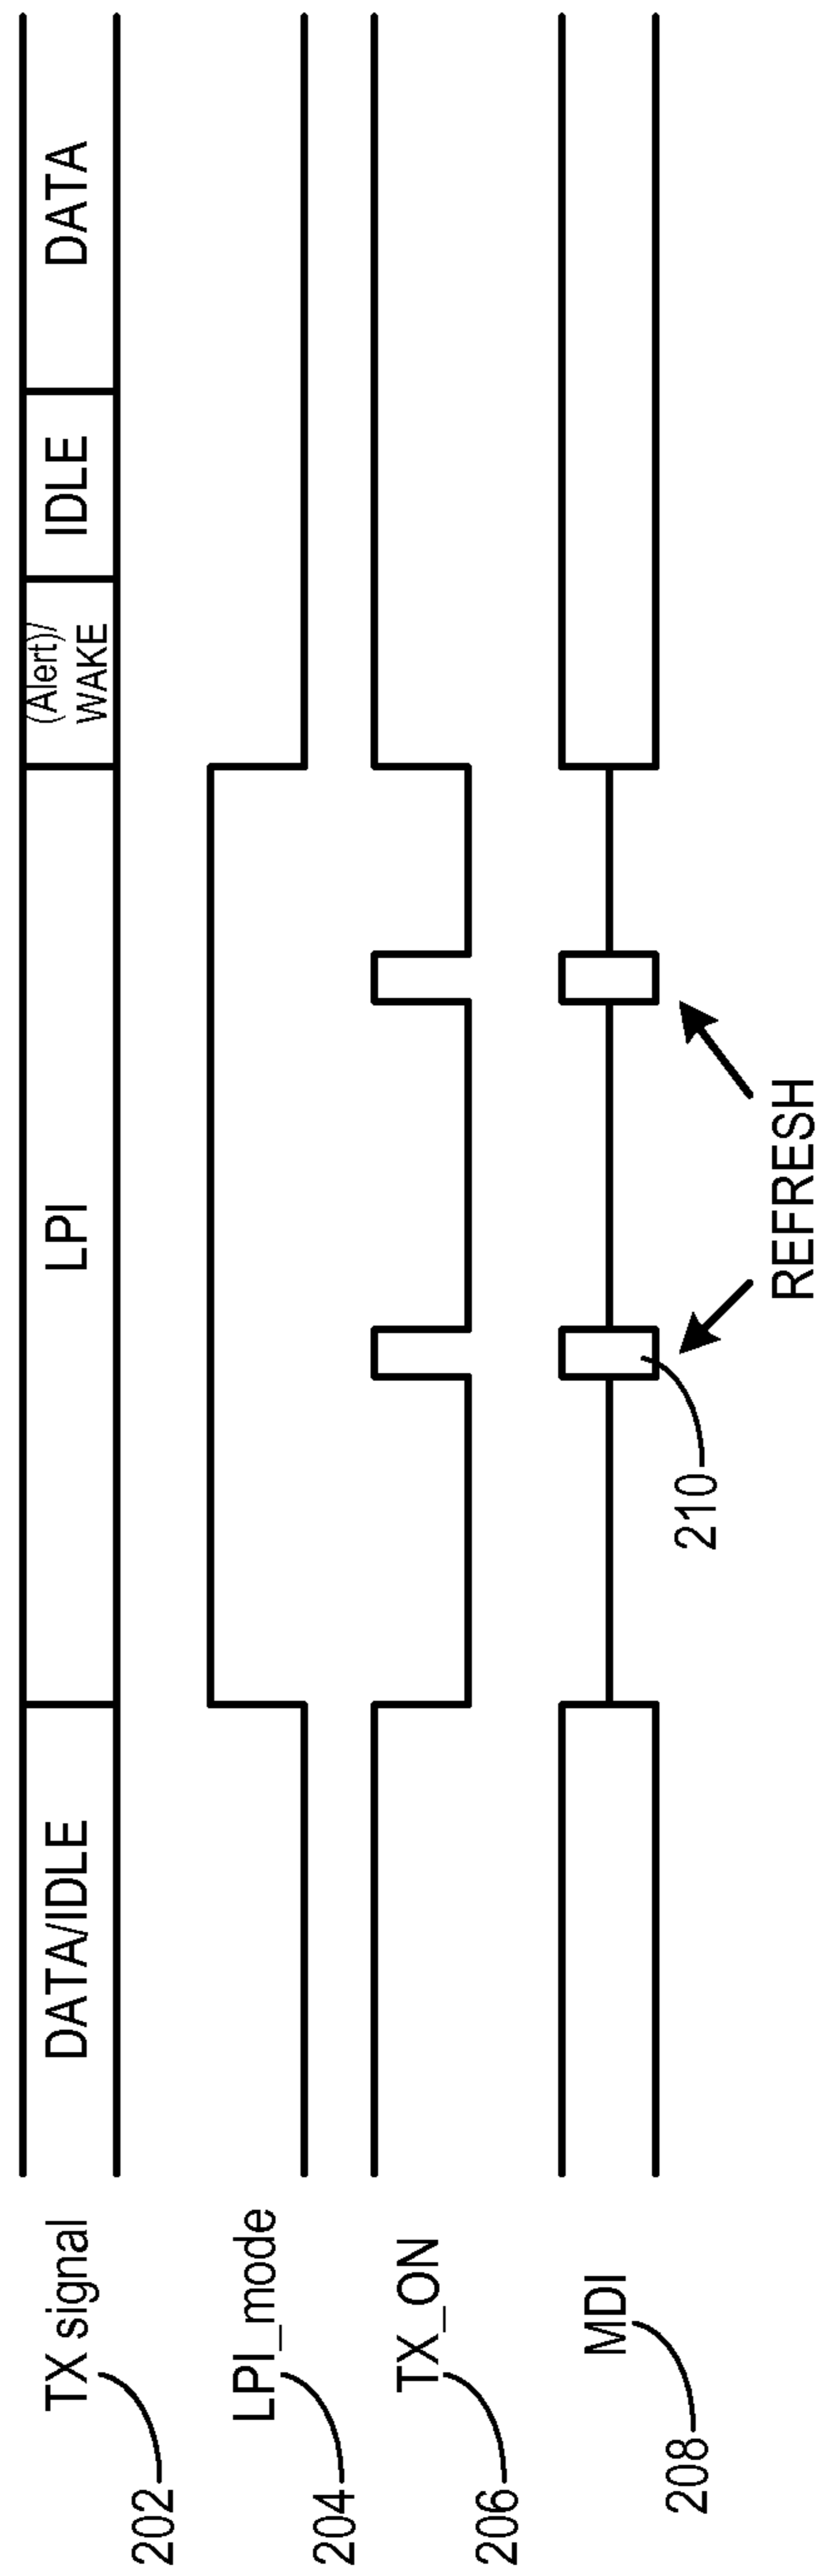 TX signal
202
DATA/IDLE
LPI
(Alert)/
WAKE
IDLE
DATA
LPI_mode
204
TX_ON
206
MDI
208
210
REFRESH